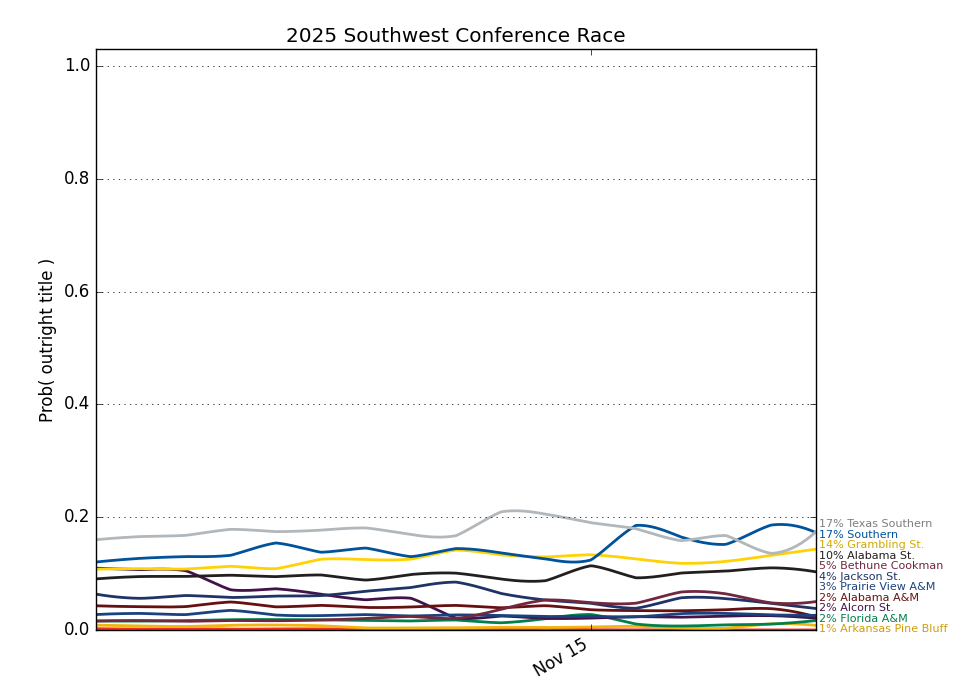 2025 Southwest Conference Race
Prob( outright title )
1.0
0.8
0.6
0.4
0.2
0.0
Nov 15
17% Texas Southern
17% Southern
14% Grambling St.
10% Alabama St.
5% Bethune Cookman
4% Jackson St.
3% Prairie View A&M
2% Alabama A&M
2% Alcorn St.
2% Florida A&M
1% Arkansas Pine Bluff